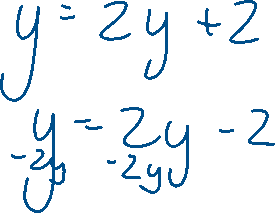 y = 2y + 2
y = 2y - 2
-2y -2y